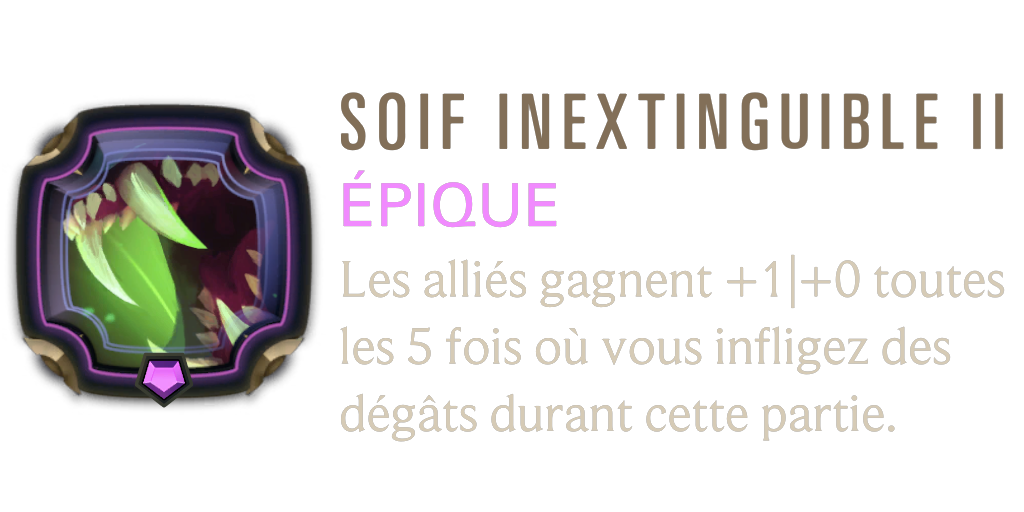 SOIF INEXTINGUIBLE II
ÉPIQUE
Les alliés gagnent +1|+0 toutes
les 5 fois où vous infligez des
dégâts durant cette partie.